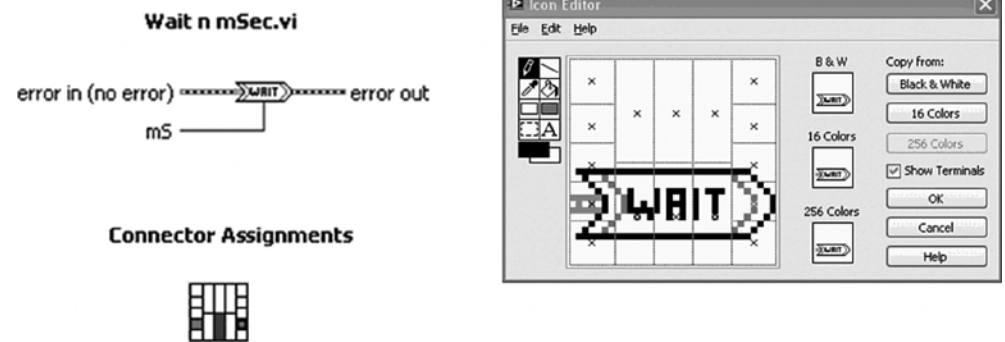 Wait n mSec.vi
error in (no error)
WAIT
error out
mS
Connector Assignments
Icon Editor
File Edit Help
A
WAIT
B & W
WAIT
16 Colors
WAIT
256 Colors
WAIT
Copy from:
Black & White
16 Colors
256 Colors
Show Terminals
OK
Cancel
Help